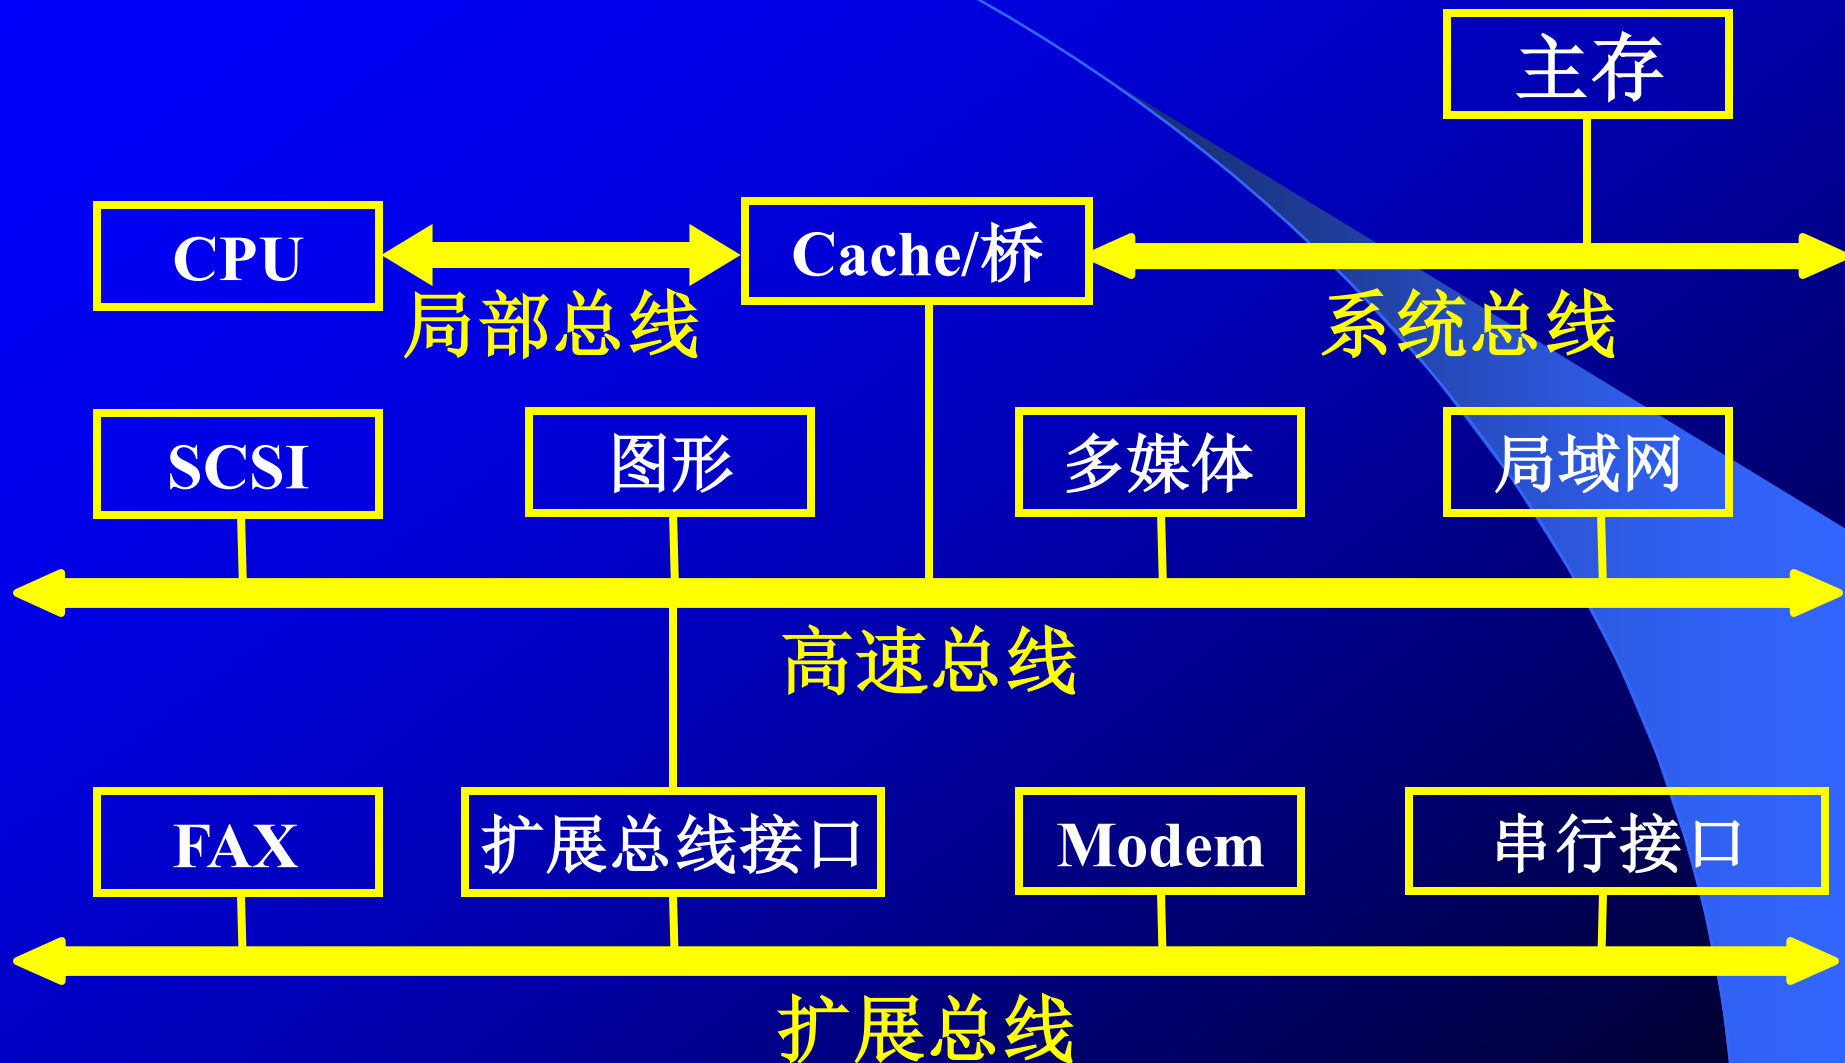 主存
CPU
Cache/桥
局部总线
系统总线
SCSI
图形
多媒体
局域网
高速总线
FAX
扩展总线接口
Modem
串行接口
扩展总线